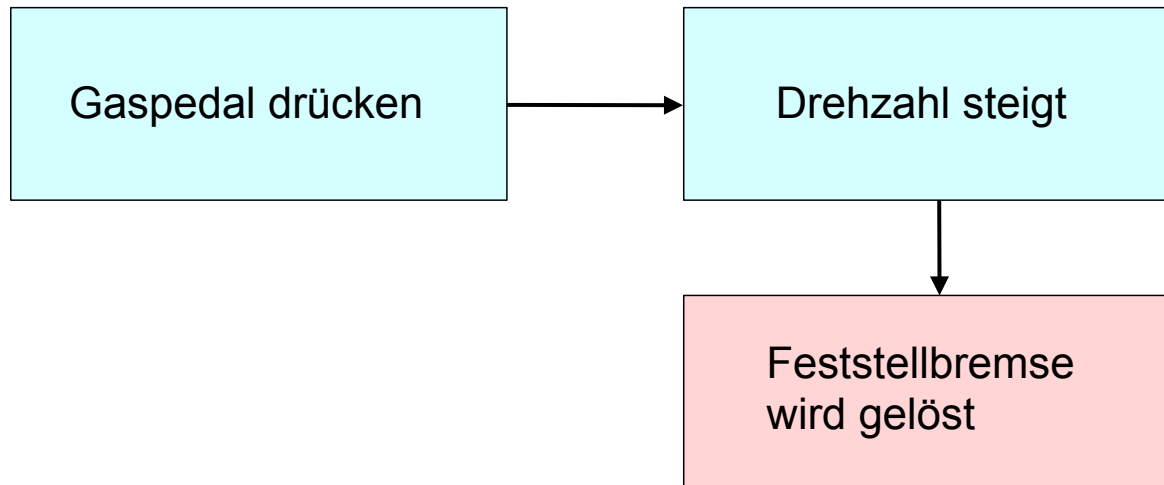 Gaspedal drücken
Drehzahl steigt
Feststellbremse
wird gelöst